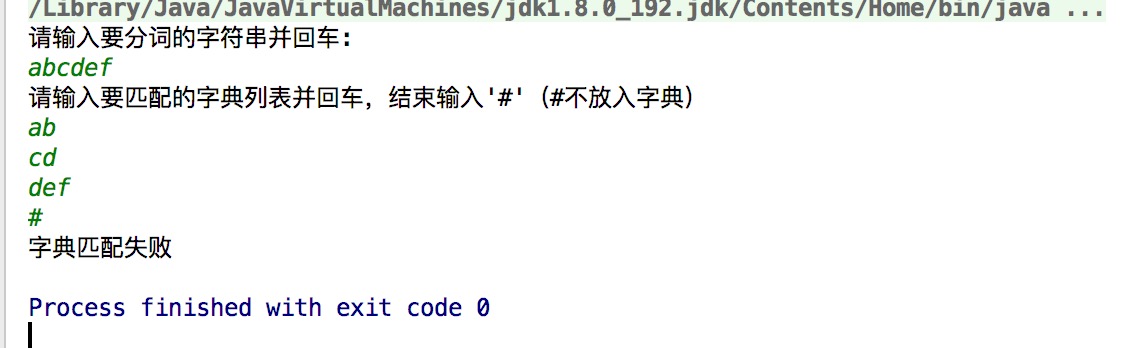 /Library/Java/JavaVirtualMachines/jdk1.8.0_192.jdk/Contents/Home/bin/java ...
请输入要分词的字符串并回车:
abcdef
请输入要匹配的字典列表并回车，结束输入'#'（#不放入字典）
ab
cd
def
#
字典匹配失败
Process finished with exit code 0